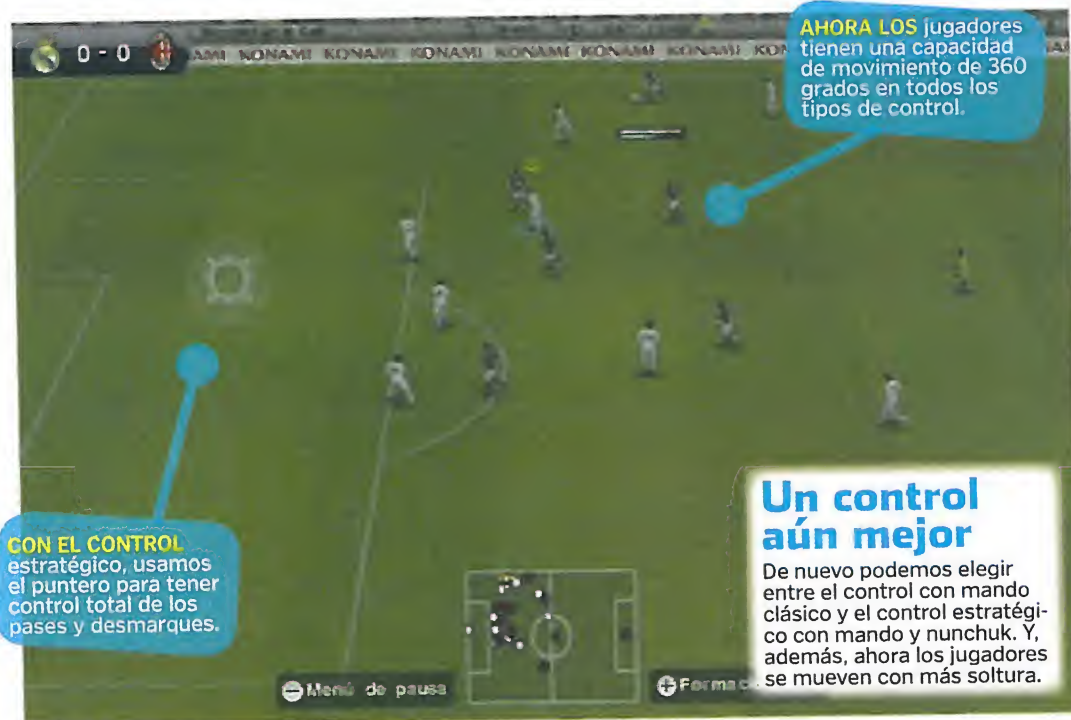 0 - 0
KONAMI KONAMI KONAMI KONAMI KONAMI
AHORA LOS jugadores
tienen una capacidad
de movimiento de 360
grados en todos los
tipos de control.
CON EL CONTROL
estratégico, usamos
el puntero para tener
control total de los
pases y desmarques.
Un control
aún mejor
De nuevo podemos elegir
entre el control con mando
clásico y el control estratégi-
co con mando y nunchuk. Y,
además, ahora los jugadores
se mueven con más soltura.
Menú de pausa